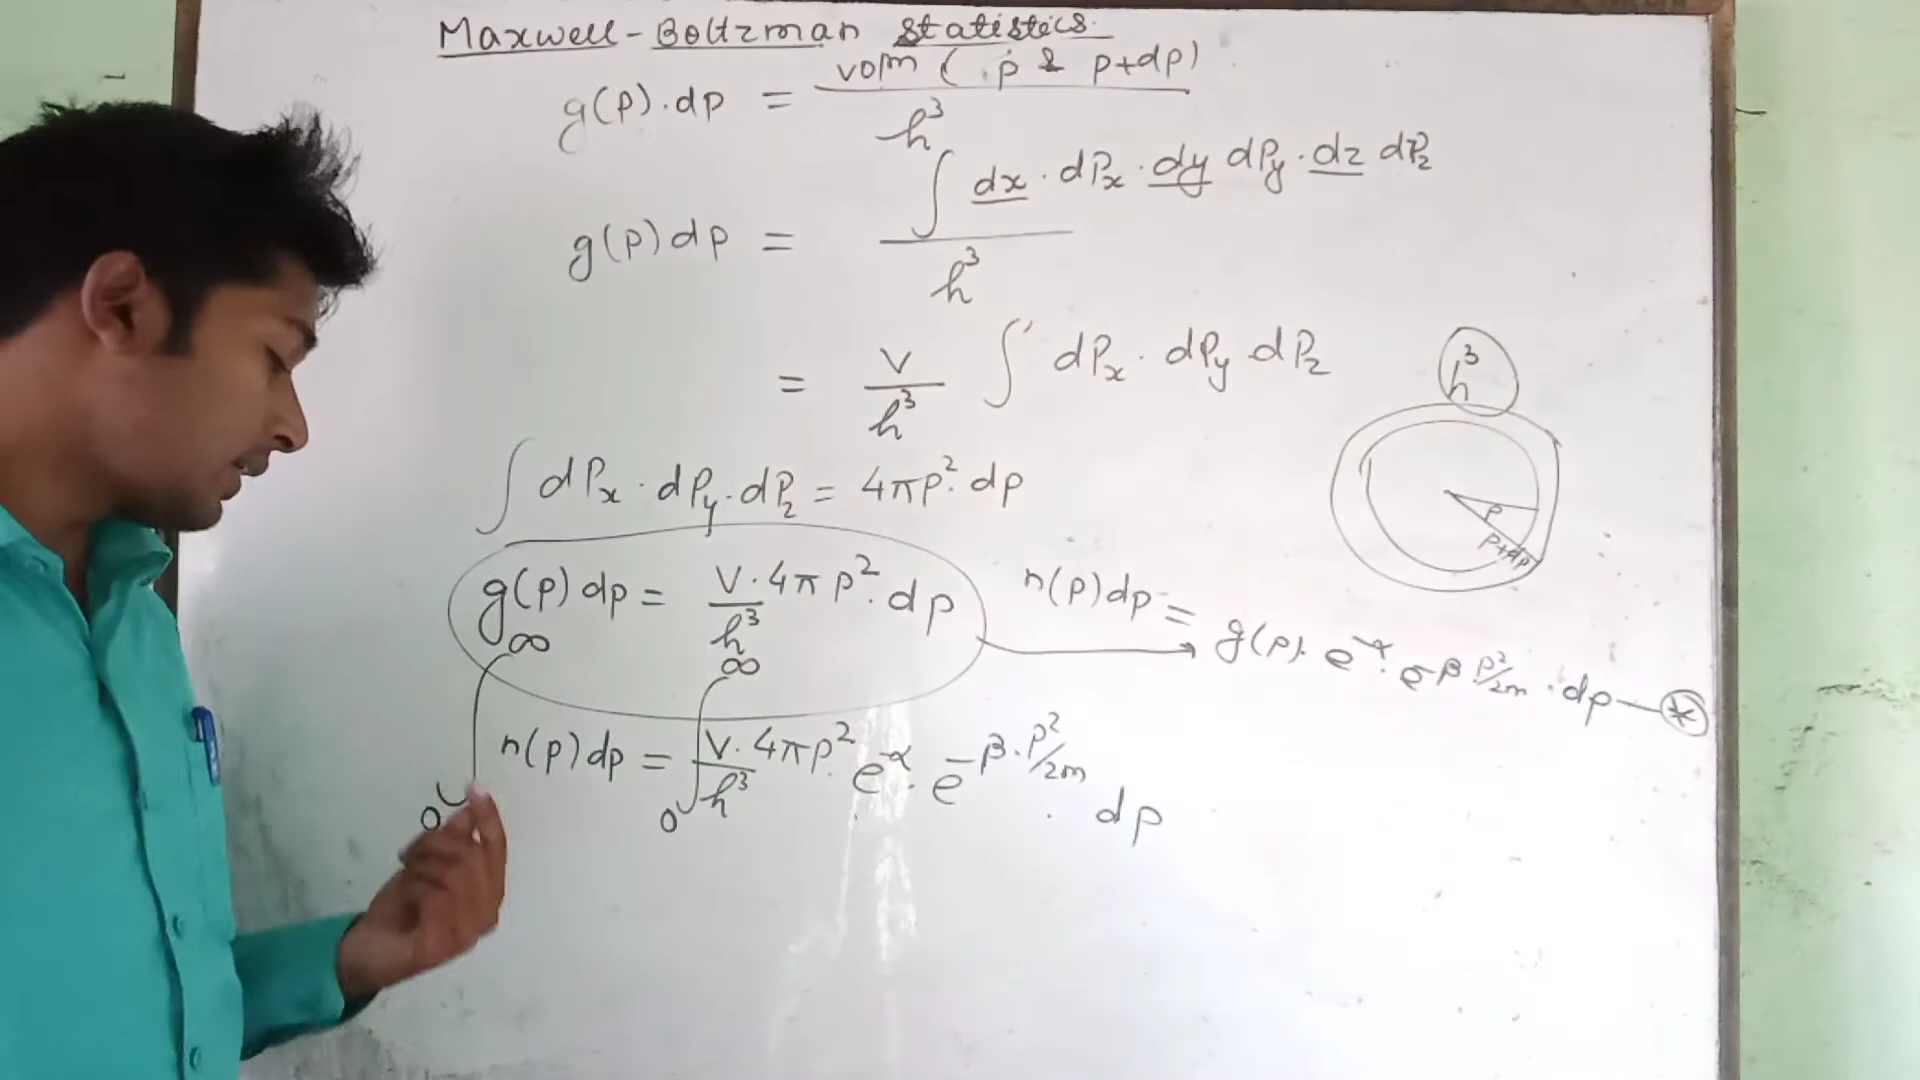 Maxwell-Boltzman Statistics
g(p).dp = volm ( p & p+dp) / h³
g(p)dp = ∫ dx · dPx · dy dPy · dz dPz / h³
= V/h³ ∫ dPx · dPy dPz
h³
∫ dPx · dPy · dPz = 4πp² · dp
p
p+dp
g(p)dp = V/h³ · 4πp² · dp
n(p)dp = g(p) · e^-α · e^-β · p²/2m · dp — *
∫₀^∞ n(p)dp = ∫₀^∞ V/h³ · 4πp² · e^-α · e^-β · p²/2m · dp